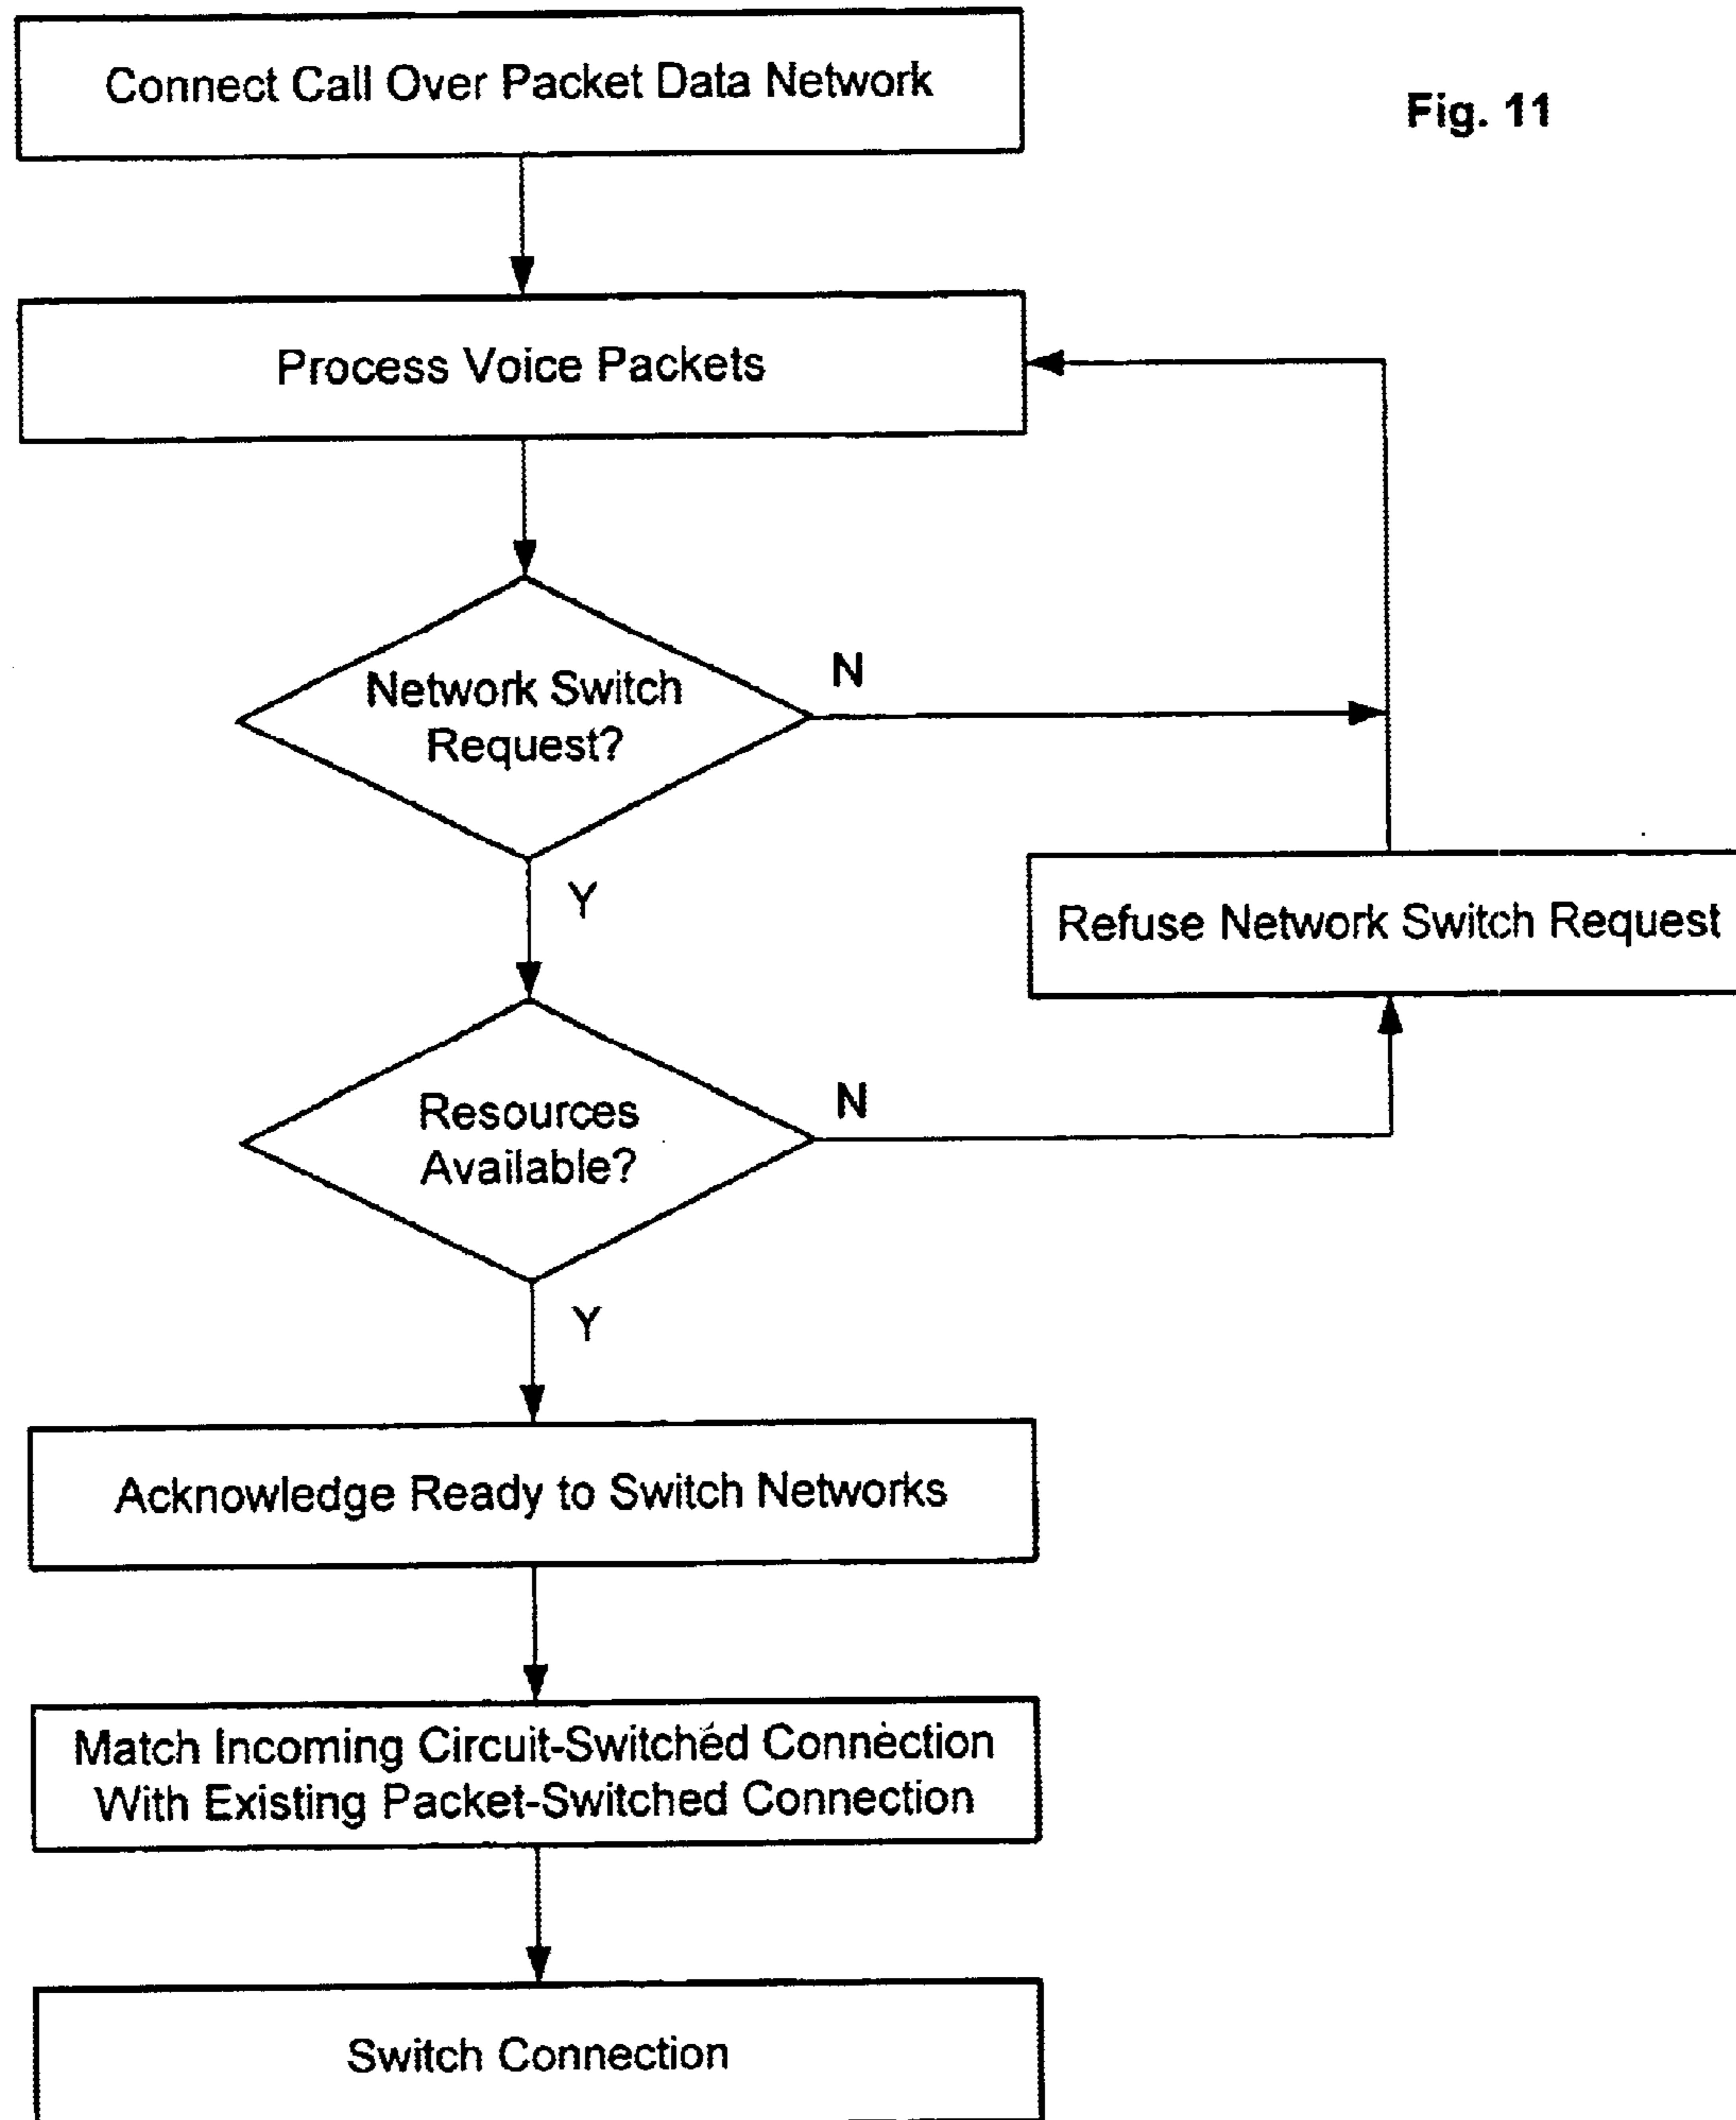 Connect Call Over Packet Data Network
Fig. 11
Process Voice Packets
Network Switch
Request?
N
Y
Refuse Network Switch Request
Resources
Available?
N
Y
Acknowledge Ready to Switch Networks
Match Incoming Circuit-Switched Connection
With Existing Packet-Switched Connection
Switch Connection